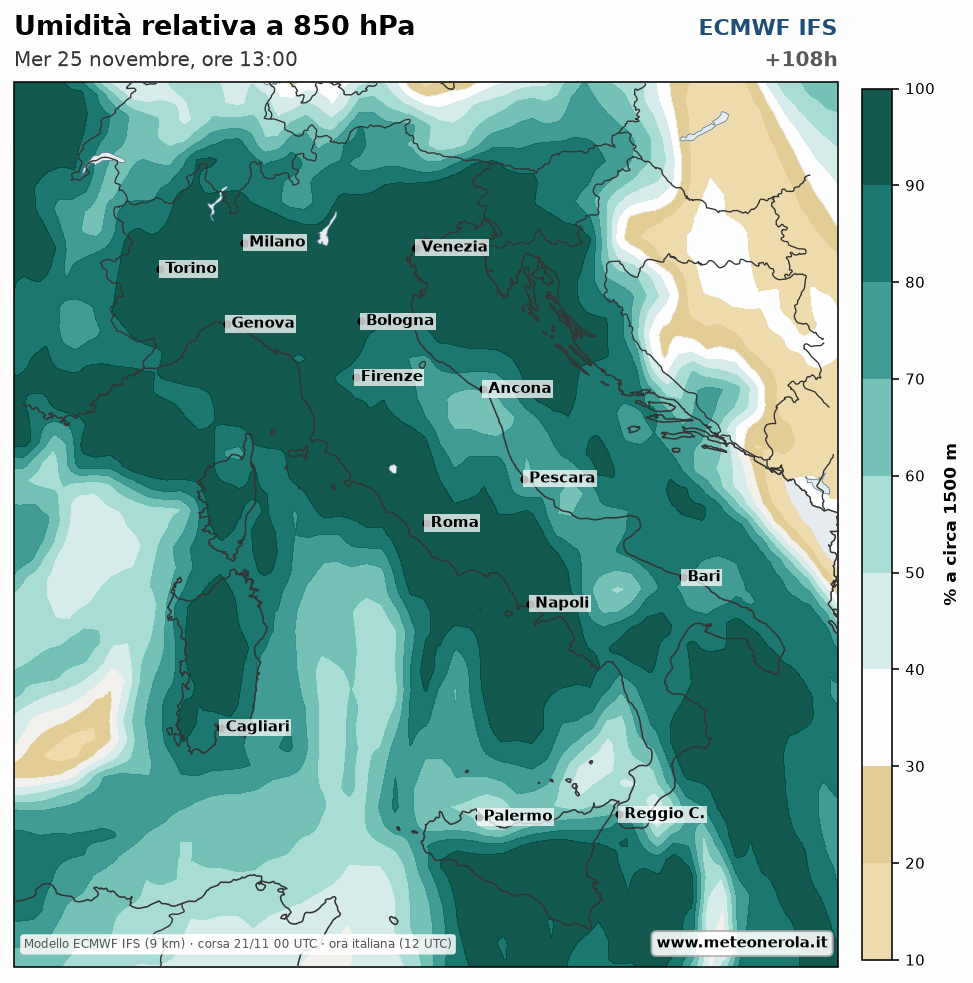 Umidità relativa a 850 hPa
ECMWF IFS
Mer 25 novembre, ore 13:00
+108h
Milano
Venezia
Torino
Genova
Bologna
Firenze
Ancona
Pescara
Roma
Bari
Napoli
Cagliari
Palermo
Reggio C.
100
90
80
70
60
50
40
30
20
10
% a circa 1500 m
Modello ECMWF IFS (9 km) · corsa 21/11 00 UTC · ora italiana (12 UTC)
www.meteonerola.it